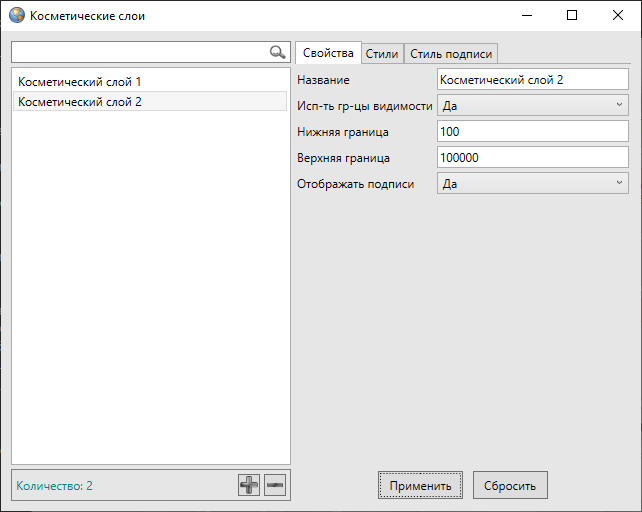 Косметические слои
Косметический слой 1
Косметический слой 2
Количество: 2
Свойства Стили Стиль подписи
Название Косметический слой 2
Исп-ть гр-цы видимости Да
Нижняя граница 100
Верхняя граница 100000
Отображать подписи Да
Применить Сбросить